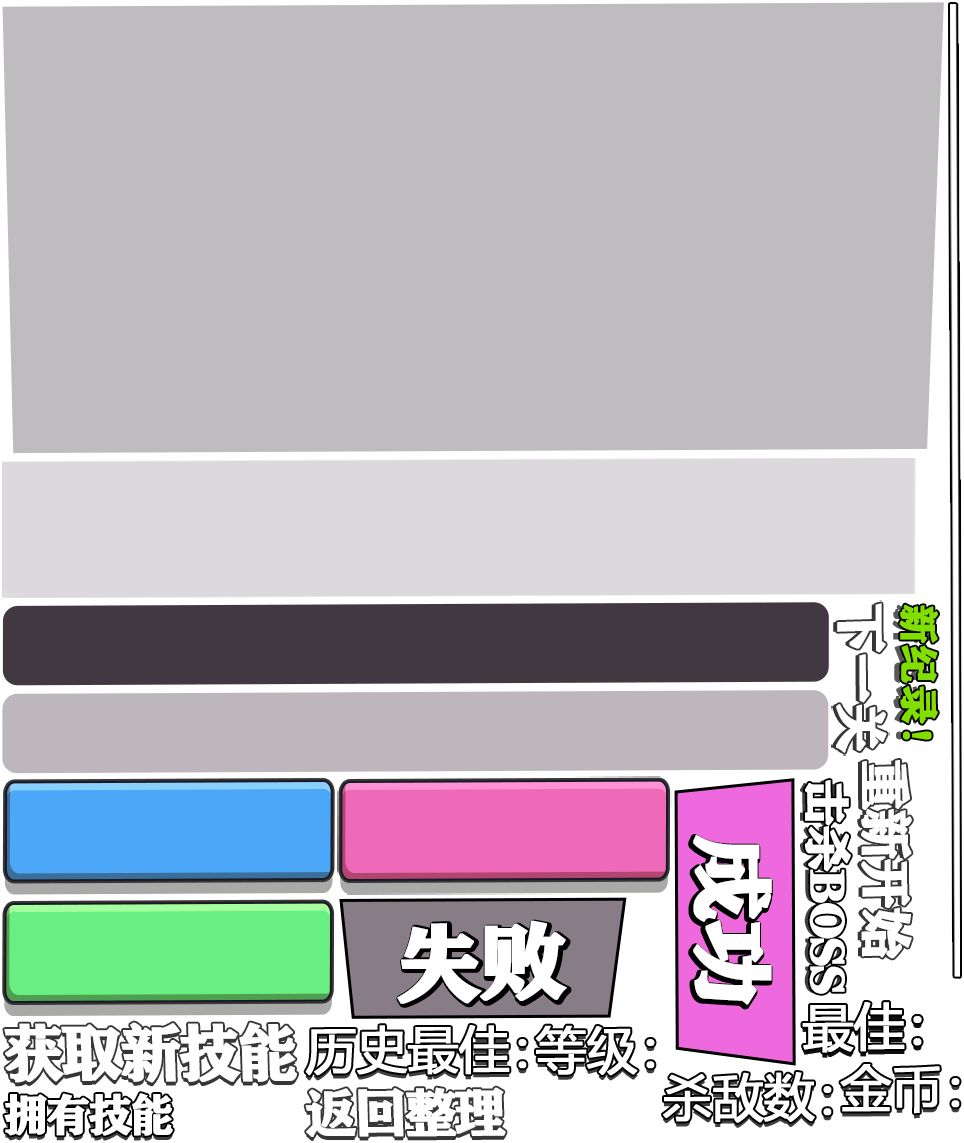 新纪录!
下一关
重新开始
击杀BOSS
成功
失败
获取新技能
历史最佳:
等级:
最佳:
拥有技能
返回整理
杀敌数:
金币: